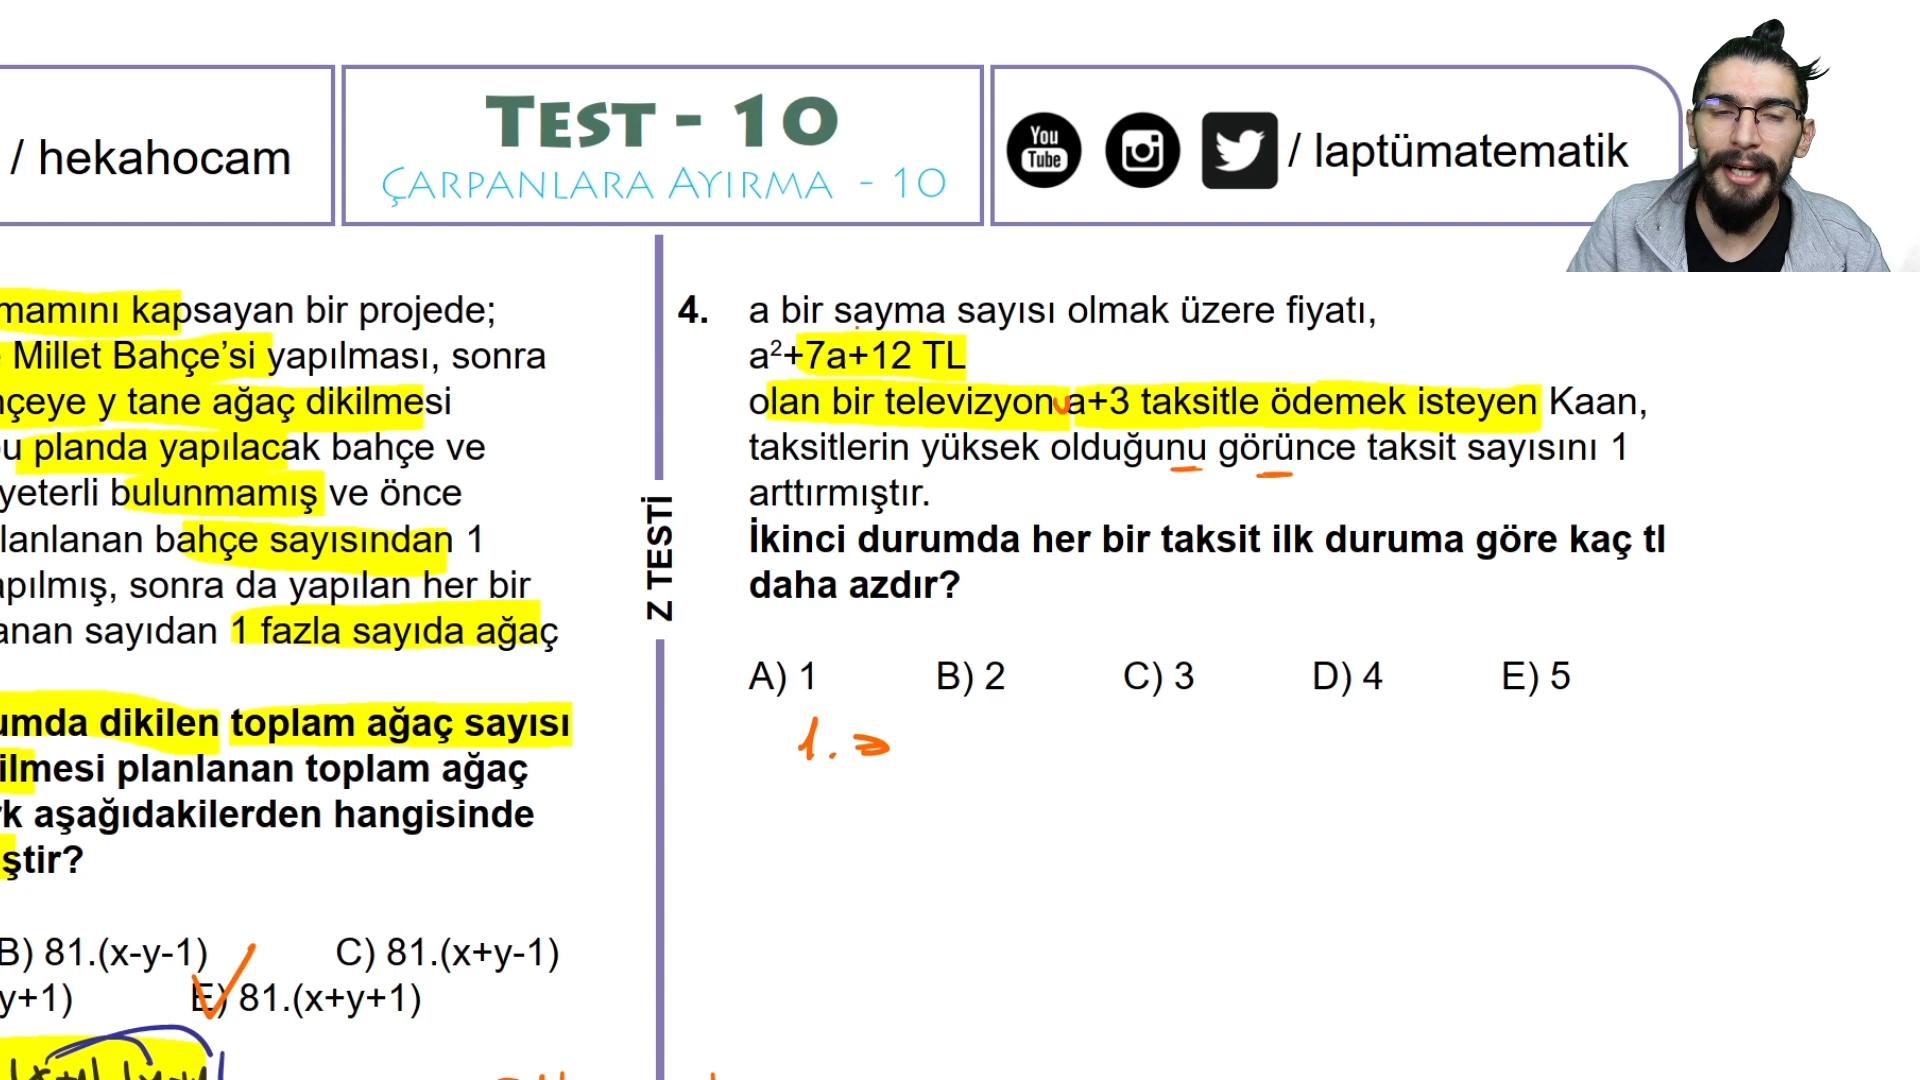 / hekahocam
TEST - 10
ÇARPANLARA AYIRMA - 10
You
Tube
/ laptümatematik
mamını kapsayan bir projede;
Millet Bahçe'si yapılması, sonra
hçeye y tane ağaç dikilmesi
bu planda yapılacak bahçe ve
yeterli bulunmamış ve önce
lanlanan bahçe sayısından 1
apılmış, sonra da yapılan her bir
anan sayıdan 1 fazla sayıda ağaç
umda dikilen toplam ağaç sayısı
ilmesi planlanan toplam ağaç
rk aşağıdakilerden hangisinde
ştir?
B) 81.(x-y-1) C) 81.(x+y-1)
y+1) E) 81.(x+y+1)
Z TESTİ
4. a bir sayma sayısı olmak üzere fiyatı,
a²+7a+12 TL
olan bir televizyonu a+3 taksitle ödemek isteyen Kaan,
taksitlerin yüksek olduğunu görünce taksit sayısını 1
arttırmıştır.
İkinci durumda her bir taksit ilk duruma göre kaç tl
daha azdır?
A) 1 B) 2 C) 3 D) 4 E) 5
1.